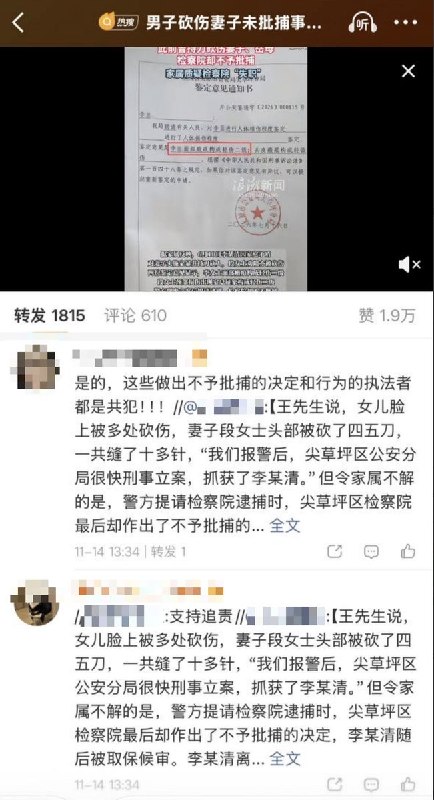 热搜
男子砍伤妻子未批捕事...
听
检察院却不予批捕
家属质疑检察院“失职”
鉴定意见通知书
浪潮新闻
转发 1815
评论 610
赞 1.9万
是的，这些做出不予批捕的决定和行为的执法者
都是共犯！！！//@
:【王先生说，女儿脸
上被多处砍伤，妻子段女士头部被砍了四五刀，
一共缝了十多针，“我们报警后，尖草坪区公安分
局很快刑事立案，抓获了李某清。”但令家属不解
的是，警方提请检察院逮捕时，尖草坪区检察院
最后却作出了不予批捕的... 全文
11-14 13:34 | 转发 1
//
:支持追责//
:【王先生说，
女儿脸上被多处砍伤，妻子段女士头部被砍了四
五刀，一共缝了十多针，“我们报警后，尖草坪区
公安分局很快刑事立案，抓获了李某清。”但令家
属不解的是，警方提请检察院逮捕时，尖草坪区
检察院最后却作出了不予批捕的决定，李某清随
后被取保候审。李某清离... 全文
11-14 13:34